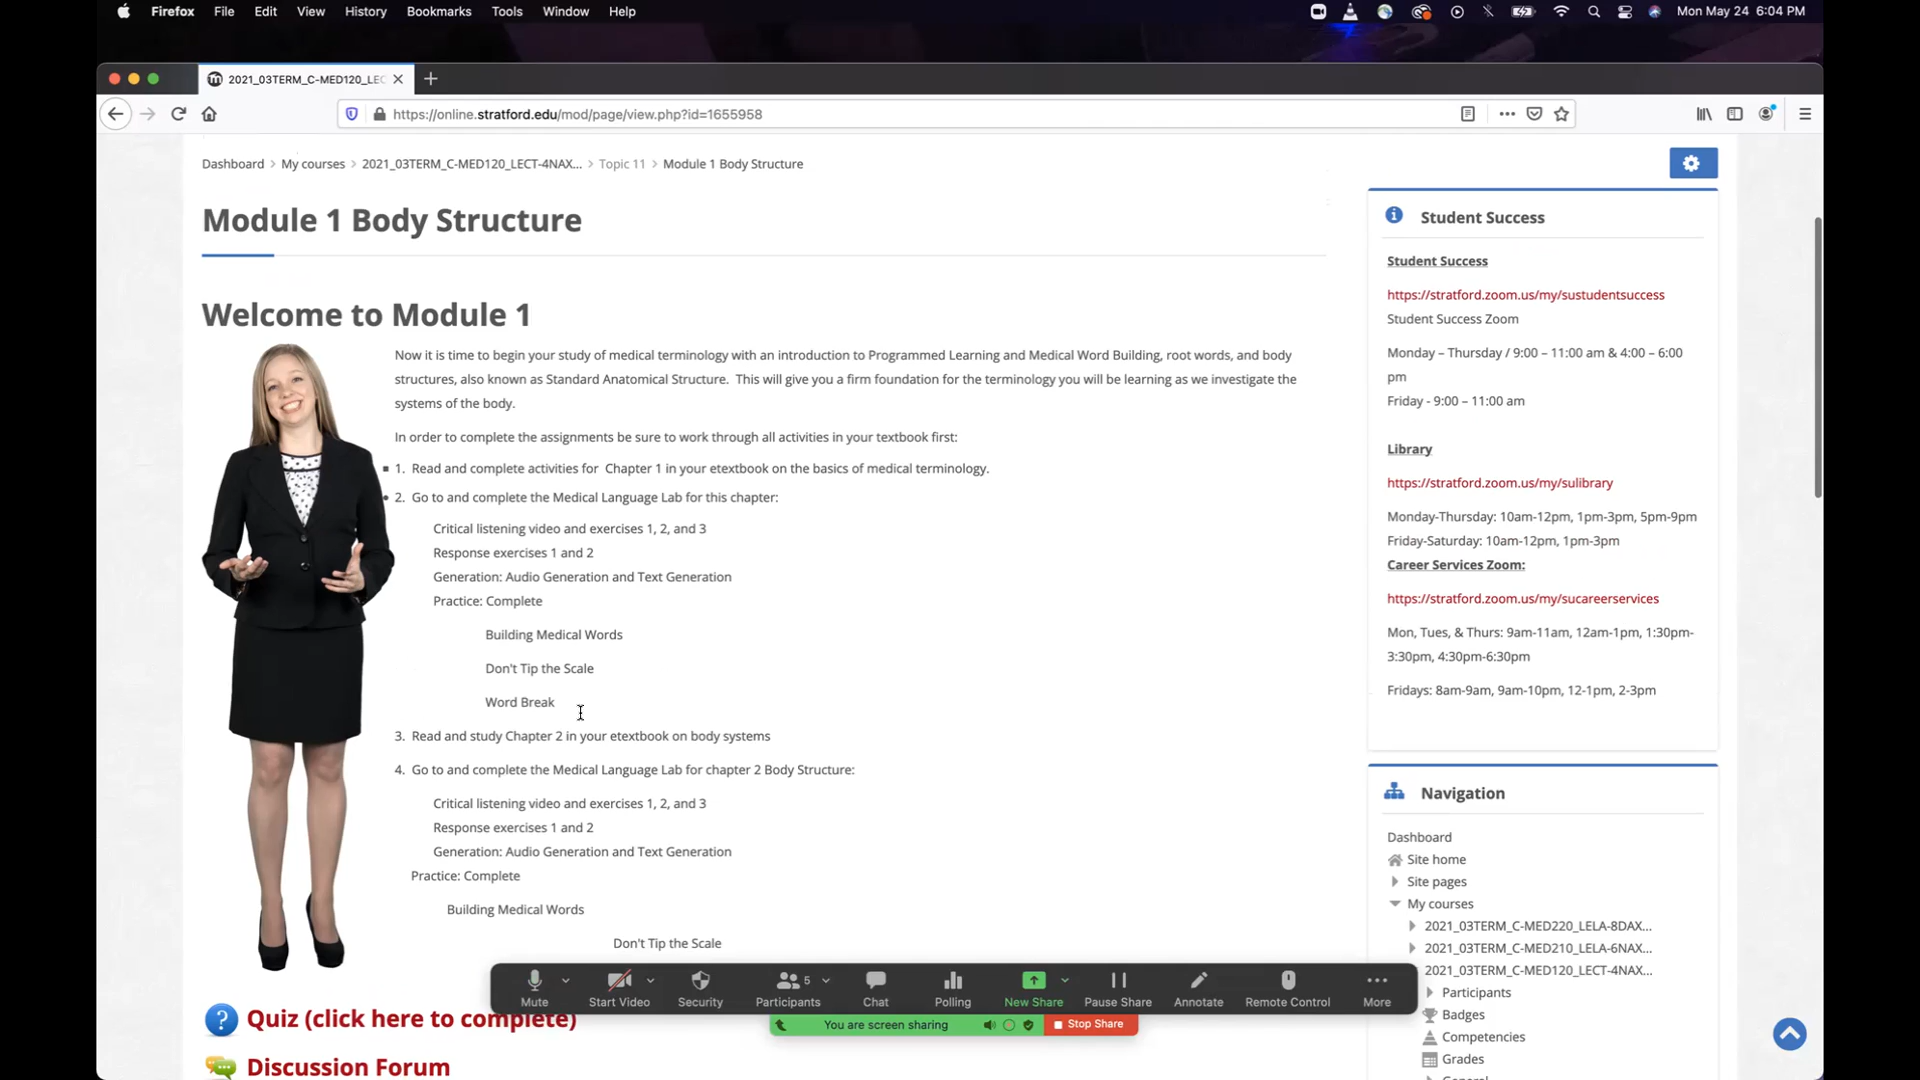 Firefox File Edit View History Bookmarks Tools Window Help Mon May 24 6:04 PM
2021_03TERM_C-MED120_LEC
https://online.stratford.edu/mod/page/view.php?id=1655958
Dashboard > My courses > 2021_03TERM_C-MED120_LECT-4NAX... > Topic 11 > Module 1 Body Structure
Module 1 Body Structure
Welcome to Module 1
Now it is time to begin your study of medical terminology with an introduction to Programmed Learning and Medical Word Building, root words, and body
structures, also known as Standard Anatomical Structure. This will give you a firm foundation for the terminology you will be learning as we investigate the
systems of the body.
In order to complete the assignments be sure to work through all activities in your textbook first:
1. Read and complete activities for Chapter 1 in your etextbook on the basics of medical terminology.
2. Go to and complete the Medical Language Lab for this chapter:
Critical listening video and exercises 1, 2, and 3
Response exercises 1 and 2
Generation: Audio Generation and Text Generation
Practice: Complete
Building Medical Words
Don't Tip the Scale
Word Break
3. Read and study Chapter 2 in your etextbook on body systems
4. Go to and complete the Medical Language Lab for chapter 2 Body Structure:
Critical listening video and exercises 1, 2, and 3
Response exercises 1 and 2
Generation: Audio Generation and Text Generation
Practice: Complete
Building Medical Words
Don't Tip the Scale
Quiz (click here to complete)
Discussion Forum
Student Success
Student Success
https://stratford.zoom.us/my/sustudentsuccess
Student Success Zoom
Monday – Thursday / 9:00 – 11:00 am & 4:00 – 6:00
pm
Friday - 9:00 – 11:00 am
Library
https://stratford.zoom.us/my/sulibrary
Monday-Thursday: 10am-12pm, 1pm-3pm, 5pm-9pm
Friday-Saturday: 10am-12pm, 1pm-3pm
Career Services Zoom:
https://stratford.zoom.us/my/sucareerservices
Mon, Tues, & Thurs: 9am-11am, 12am-1pm, 1:30pm-
3:30pm, 4:30pm-6:30pm
Fridays: 8am-9am, 9am-10pm, 12-1pm, 2-3pm
Navigation
Dashboard
Site home
Site pages
My courses
2021_03TERM_C-MED220_LELA-8DAX...
2021_03TERM_C-MED210_LELA-6NAX...
2021_03TERM_C-MED120_LECT-4NAX...
Participants
Badges
Competencies
Grades
5
Mute Start Video Security Participants Chat Polling New Share Pause Share Annotate Remote Control More
You are screen sharing Stop Share